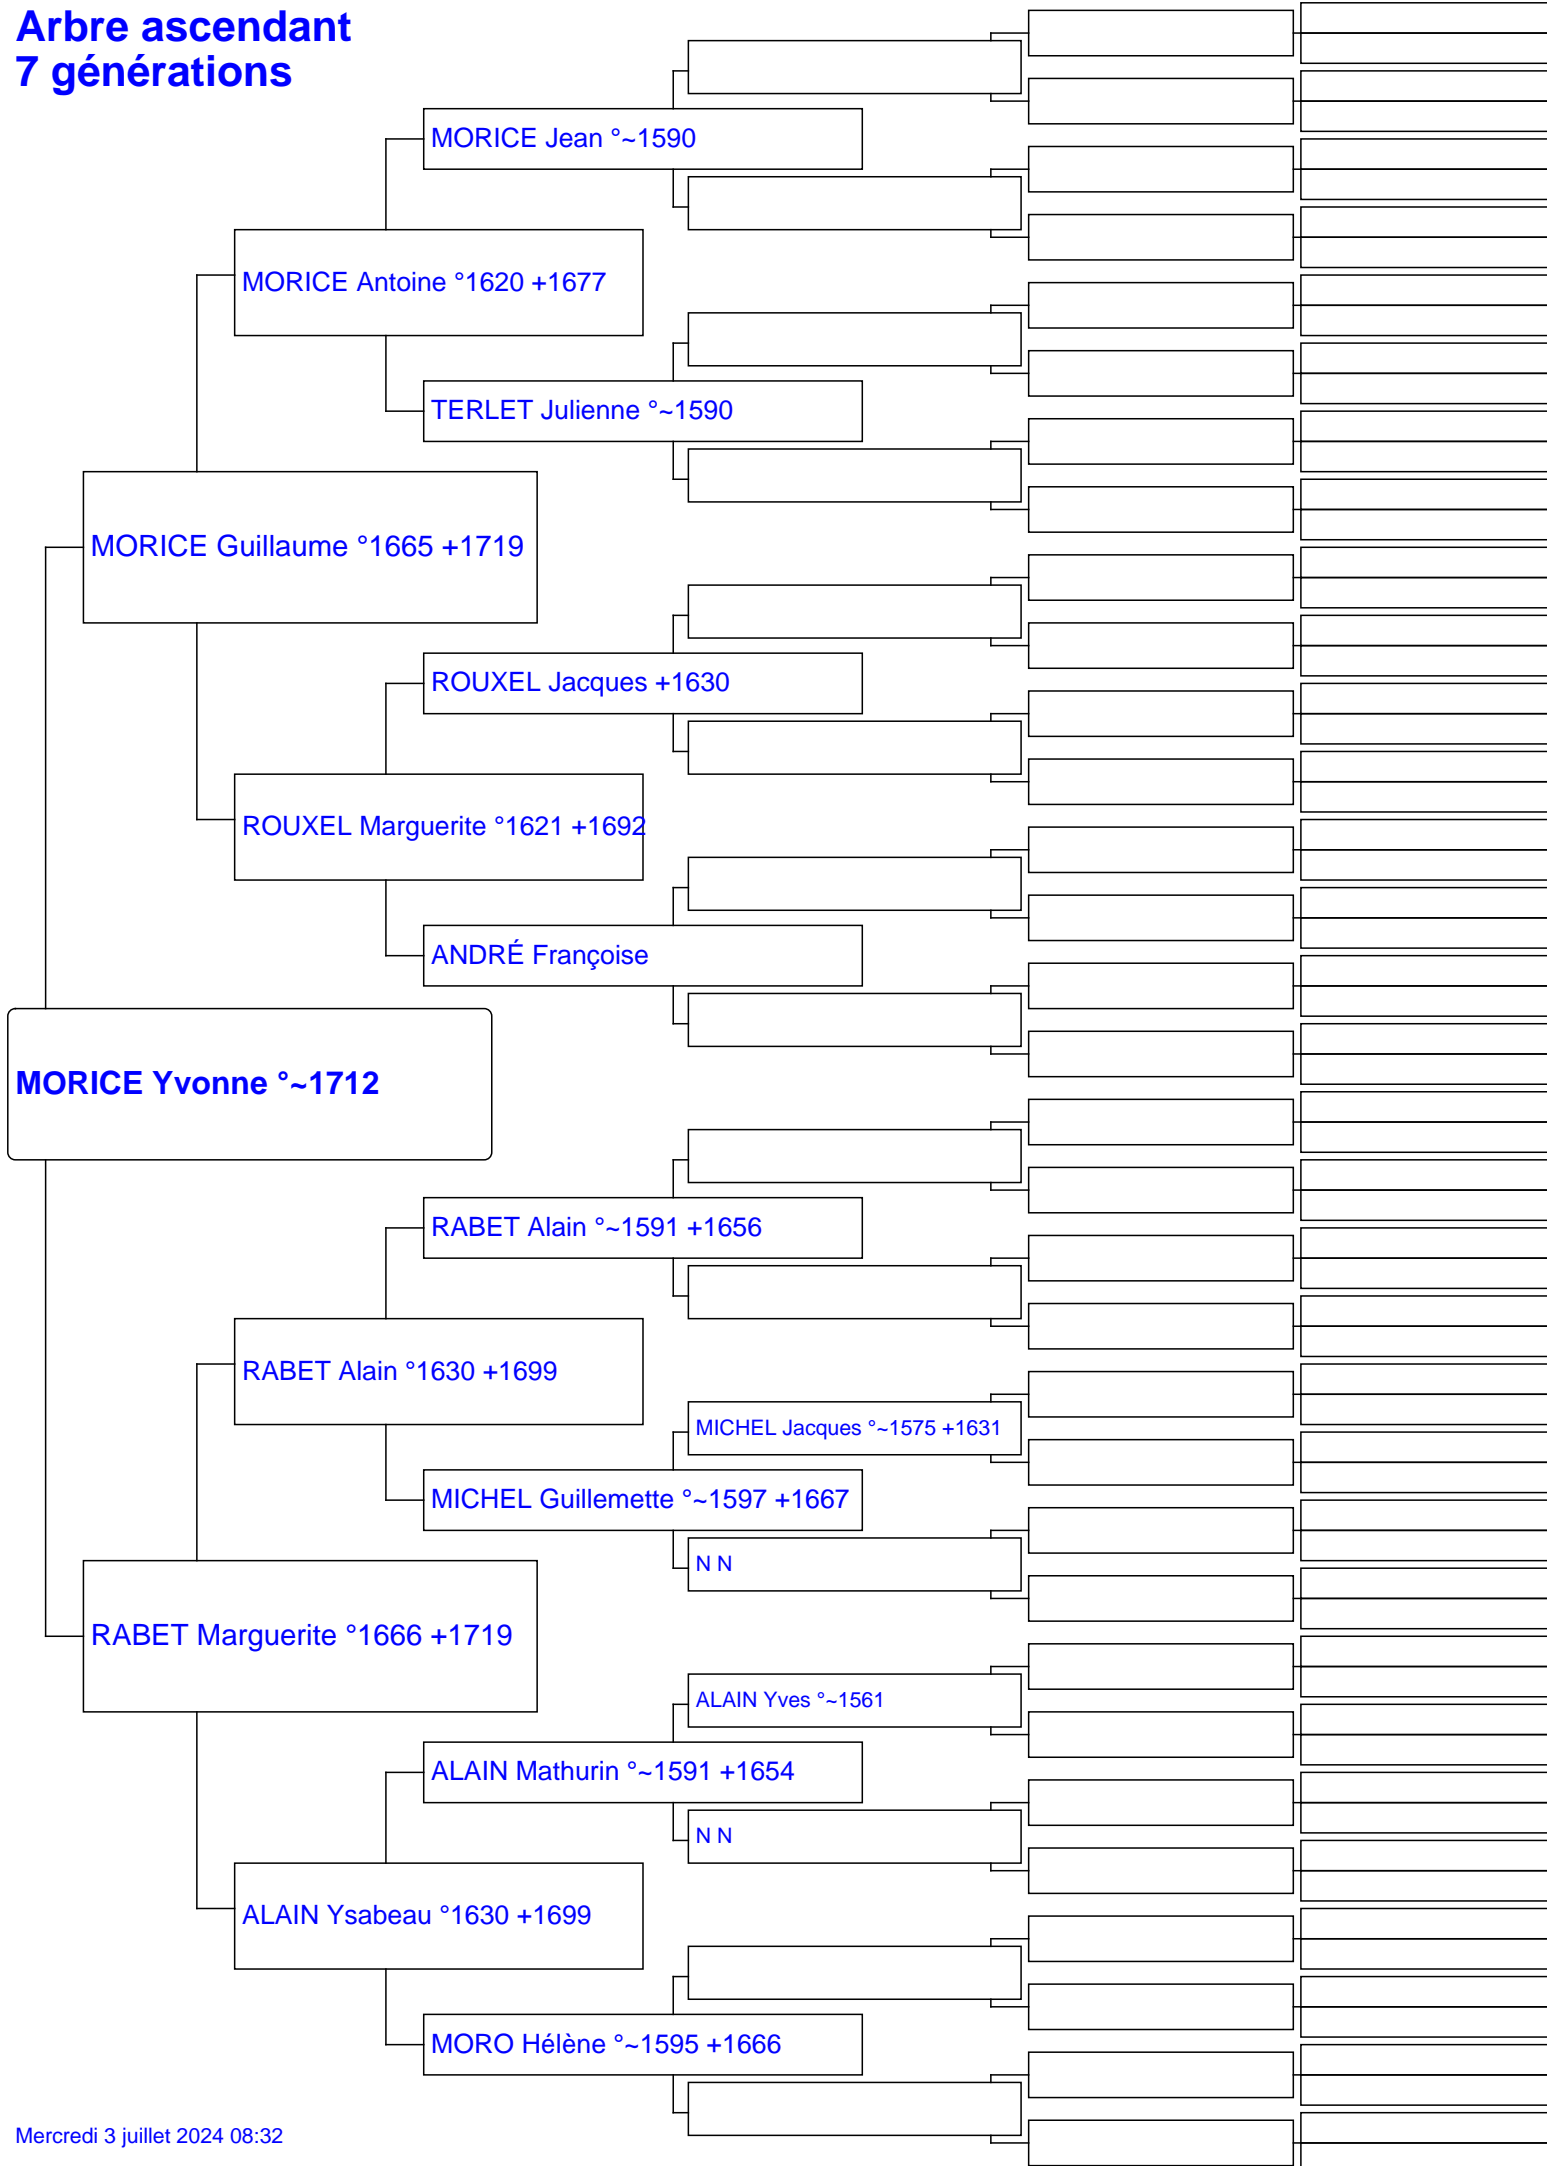 Arbre ascendant
7 générations
MORICE Jean °~1590
MORICE Antoine °1620 +1677
TERLET Julienne °~1590
MORICE Guillaume °1665 +1719
ROUXEL Jacques +1630
ROUXEL Marguerite °1621 +1692
ANDRÉ Françoise
MORICE Yvonne °~1712
RABET Alain °~1591 +1656
RABET Alain °1630 +1699
MICHEL Jacques °~1575 +1631
MICHEL Guillemette °~1597 +1667
N N
RABET Marguerite °1666 +1719
ALAIN Yves °~1561
ALAIN Mathurin °~1591 +1654
N N
ALAIN Ysabeau °1630 +1699
MORO Hélène °~1595 +1666
Mercredi 3 juillet 2024 08:32